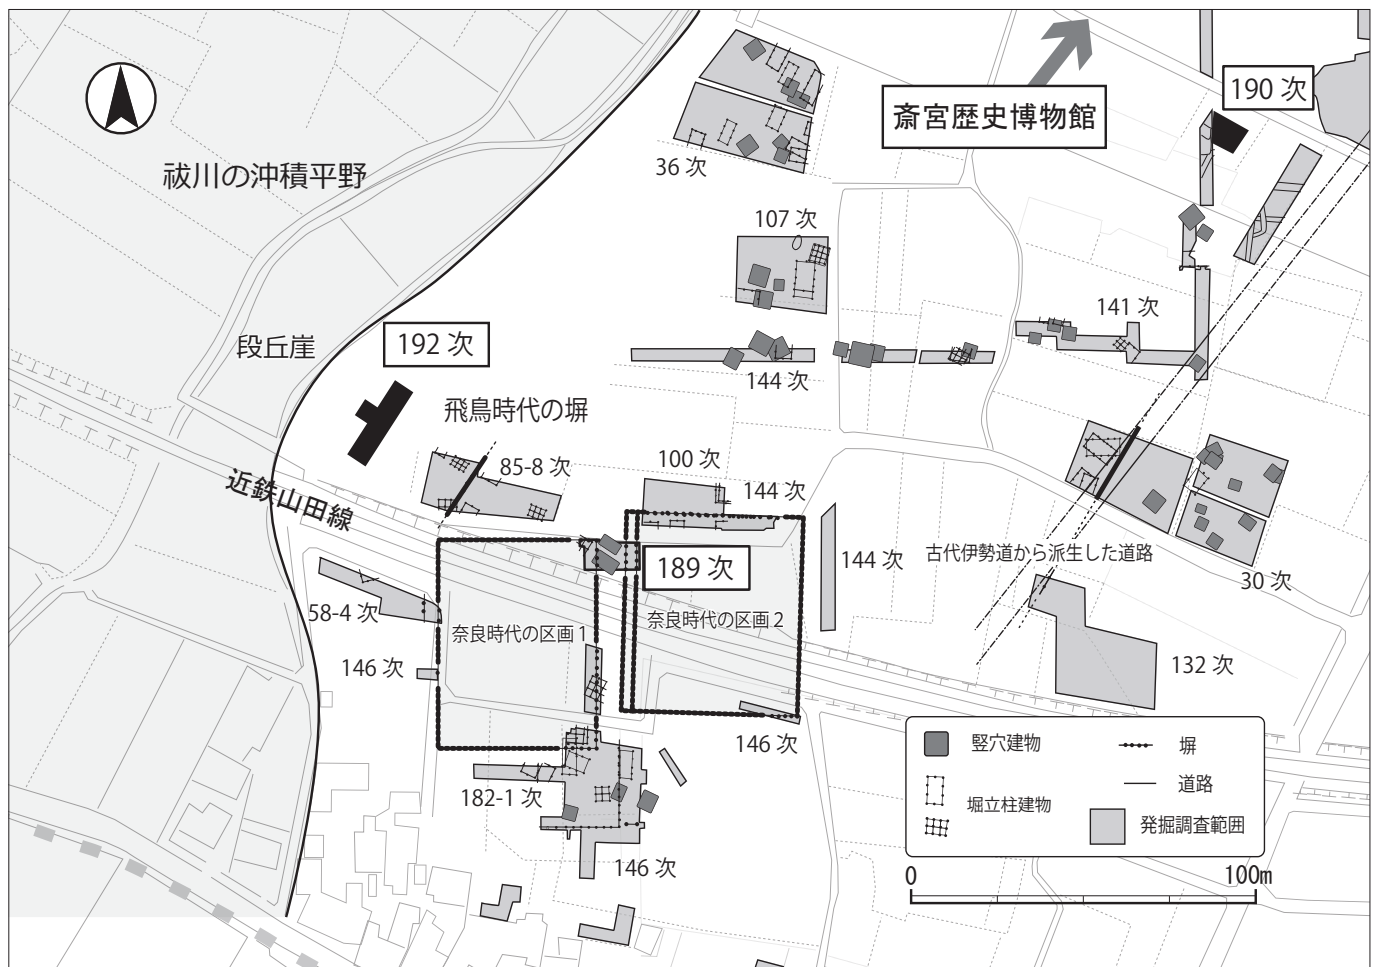 斎宮歴史博物館
190 次
祓川の沖積平野
36 次
107 次
141 次
段丘崖
192 次
144 次
飛鳥時代の塀
85-8 次
100 次
144 次
近鉄山田線
189 次
144 次
古代伊勢道から派生した道路
30 次
58-4 次
奈良時代の区画 1
奈良時代の区画 2
146 次
132 次
146 次
182-1 次
146 次
竪穴建物
塀
道路
掘立柱建物
発掘調査範囲
0 100m